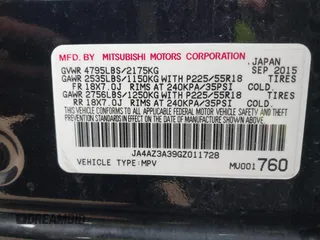 MFD. BY MITSUBISHI MOTORS CORPORATION
JAPAN
GVWR 4795LBS/2175KG SEP 2015
GAWR 2535LBS/1150KG WITH P225/55R18 TIRES
FR 18X7.0J RIMS AT 240KPA/35PSI COLD.
GAWR 2756LBS/1250KG WITH P225/55R18 TIRES
RR 18X7.0J RIMS AT 240KPA/35PSI COLD.
THIS VEHICLE CONFORMS TO ALL APPLICABLE FEDERAL MOTOR VEHICLE SAFETY AND
THEFT PREVENTION STANDARDS IN EFFECT ON THE DATE OF MANUFACTURE SHOWN ABOVE.
JA4AZ3A39GZ011728
VEHICLE TYPE:MPV
MU001760
© DREAMBID